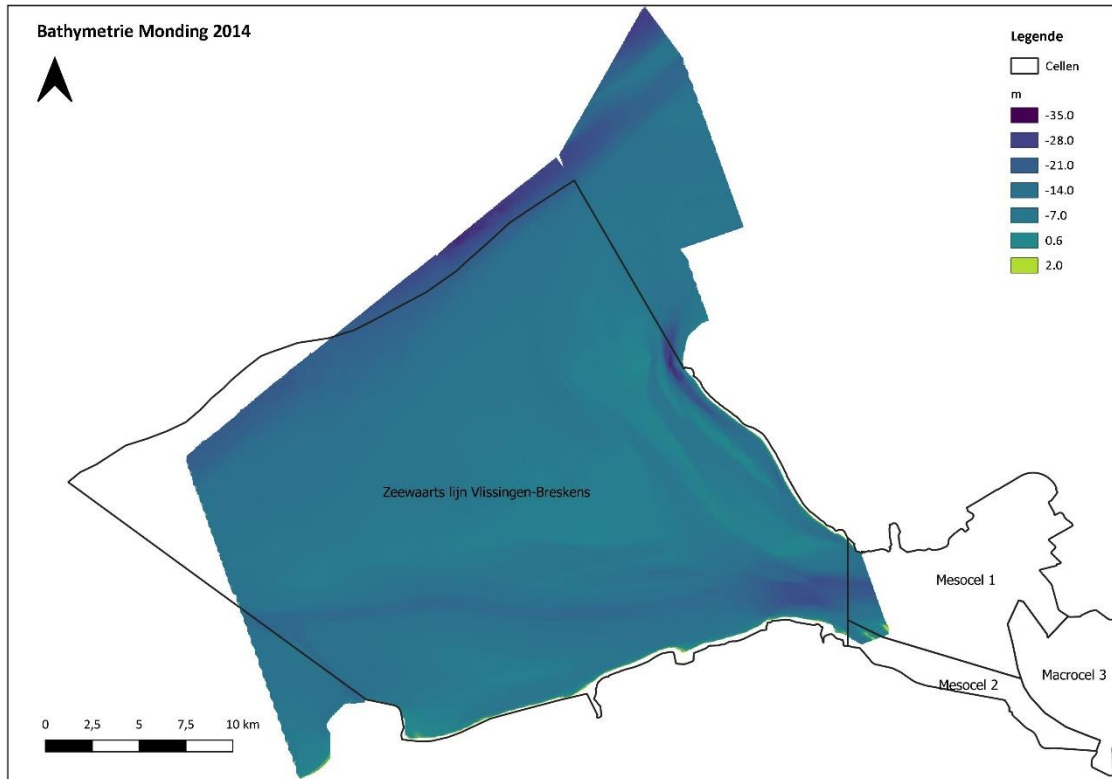 Bathymetrie Monding 2014
Legende
Cellen
m
-35.0
-28.0
-21.0
-14.0
-7.0
0.6
2.0
Zeewaarts lijn Vlissingen-Breskens
Mesocel 1
Mesocel 2
Macrocel 3
0 2,5 5 7,5 10 km